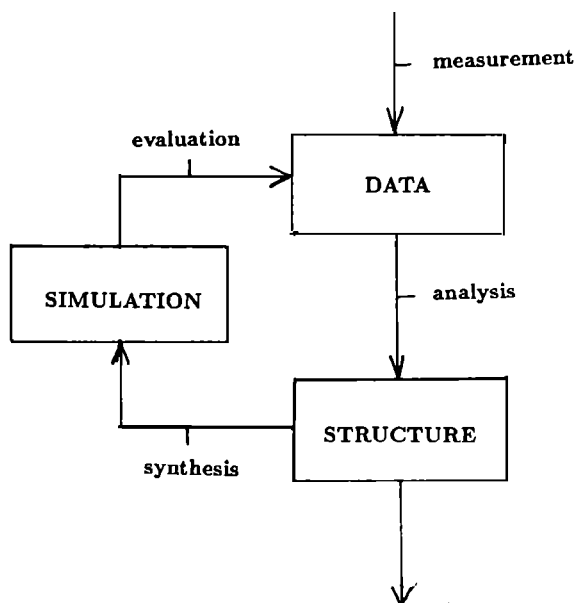 measurement
evaluation
DATA
SIMULATION
analysis
STRUCTURE
synthesis